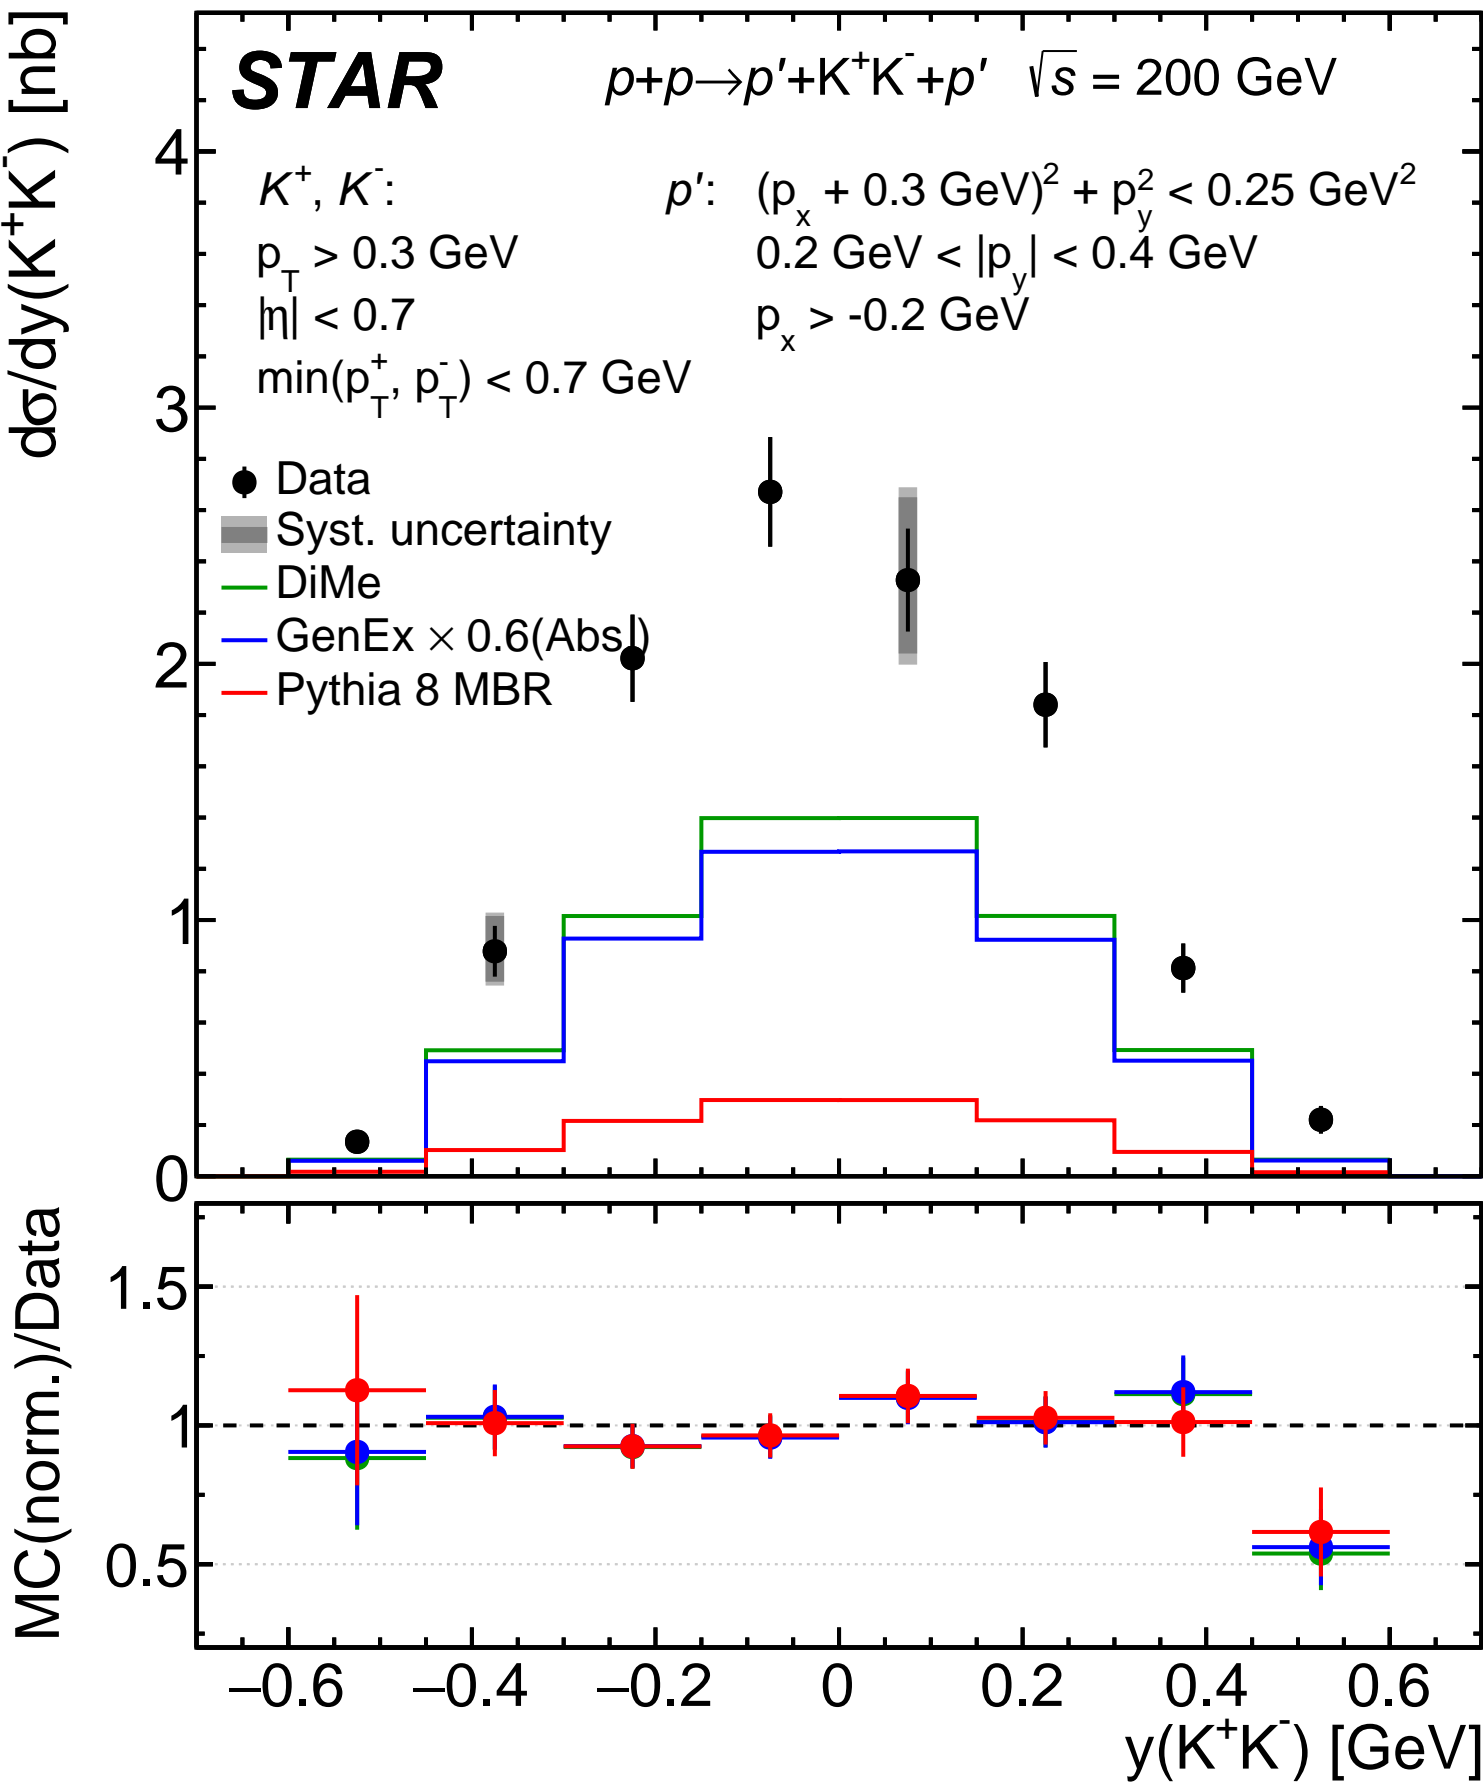 dσ/dy(K⁺K⁻) [nb]
STAR p+p→p′+K⁺K⁻+p′ √s = 200 GeV
K⁺, K⁻: p′: (pₓ + 0.3 GeV)² + p_y² < 0.25 GeV²
p_T > 0.3 GeV 0.2 GeV < |p_y| < 0.4 GeV
|η| < 0.7 pₓ > -0.2 GeV
min(p_T⁺, p_T⁻) < 0.7 GeV
Data
Syst. uncertainty
DiMe
GenEx × 0.6(Abs.)
Pythia 8 MBR
4
3
2
1
0
MC(norm.)/Data
1.5
1
0.5
−0.6 −0.4 −0.2 0 0.2 0.4 0.6
y(K⁺K⁻) [GeV]